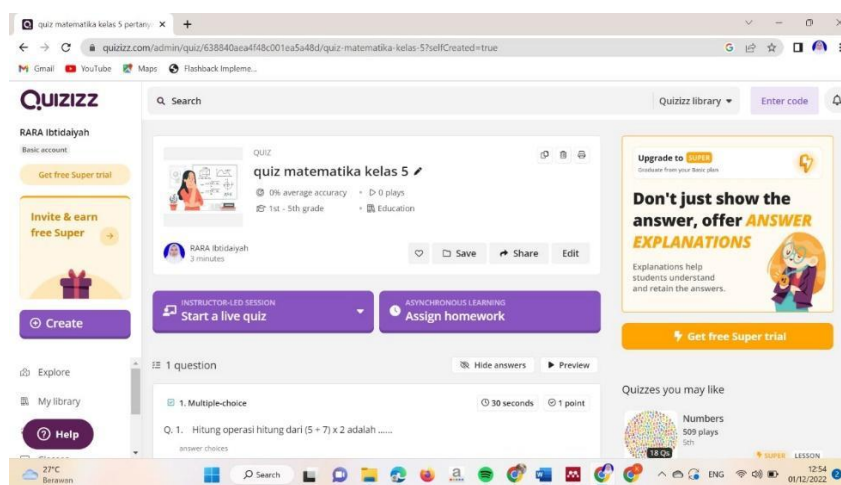 quiz matematika kelas 5 pertany
quizizz.com/admin/quiz/638840aea4f48c001ea5a48d/quiz-matematika-kelas-5?selfCreated=true
Gmail YouTube Maps Flashback Impleme...
QUIZIZZ
Search
Quizizz library
Enter code
RARA Ibtidaiyah
Basic account
Get free Super trial
Invite & earn
free Super
Create
Explore
My library
Help
QUIZ
quiz matematika kelas 5
0% average accuracy • 0 plays
1st - 5th grade • Education
RARA Ibtidaiyah
3 minutes
Save Share Edit
INSTRUCTOR-LED SESSION
Start a live quiz
ASYNCHRONOUS LEARNING
Assign homework
1 question
Hide answers Preview
1. Multiple-choice
30 seconds 1 point
Q. 1. Hitung operasi hitung dari (5 + 7) x 2 adalah ......
answer choices
Upgrade to SUPER
Graduate from your Basic plan
Don't just show the
answer, offer ANSWER
EXPLANATIONS
Explanations help
students understand
and retain the answers.
Get free Super trial
Quizzes you may like
Numbers
509 plays
5th
18 Qs
SUPER LESSON
27°C
Berawan
Search
ENG
12:54
01/12/2022
2